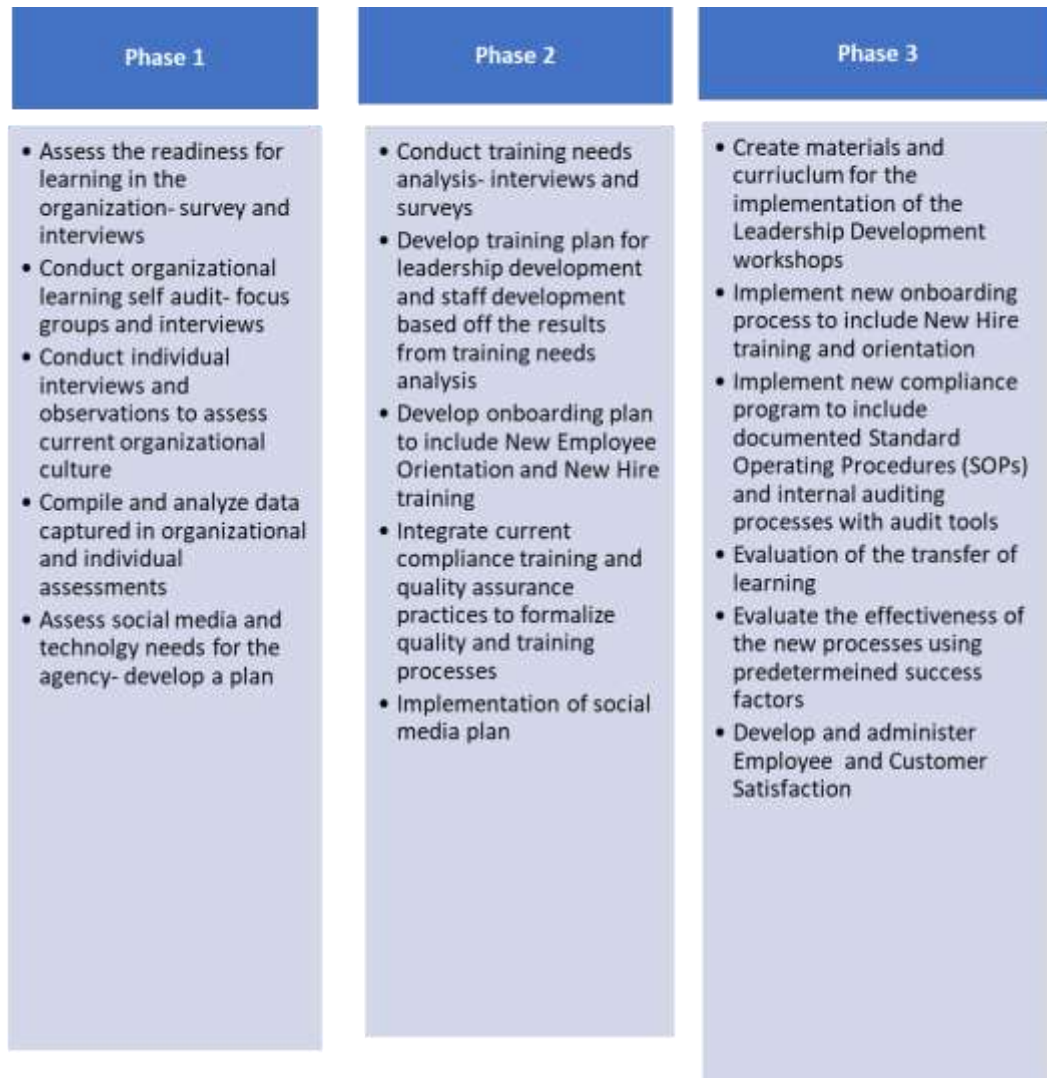 Phase 1
• Assess the readiness for
learning in the
organization- survey and
interviews
• Conduct organizational
learning self audit- focus
groups and interviews
• Conduct individual
interviews and
observations to assess
current organizational
culture
• Compile and analyze data
captured in organizational
and individual
assessments
• Assess social media and
technolgy needs for the
agency- develop a plan
Phase 2
• Conduct training needs
analysis- interviews and
surveys
• Develop training plan for
leadership development
and staff development
based off the results
from training needs
analysis
• Develop onboarding plan
to include New Employee
Orientation and New Hire
training
• Integrate current
compliance training and
quality assurance
practices to formalize
quality and training
processes
• Implementation of social
media plan
Phase 3
• Create materials and
curriuclum for the
implementation of the
Leadership Development
workshops
• Implement new onboarding
process to include New Hire
training and orientation
• Implement new compliance
program to include
documented Standard
Operating Procedures (SOPs)
and internal auditing
processes with audit tools
• Evaluation of the transfer of
learning
• Evaluate the effectiveness of
the new processes using
predetermeined success
factors
• Develop and administer
Employee and Customer
Satisfaction